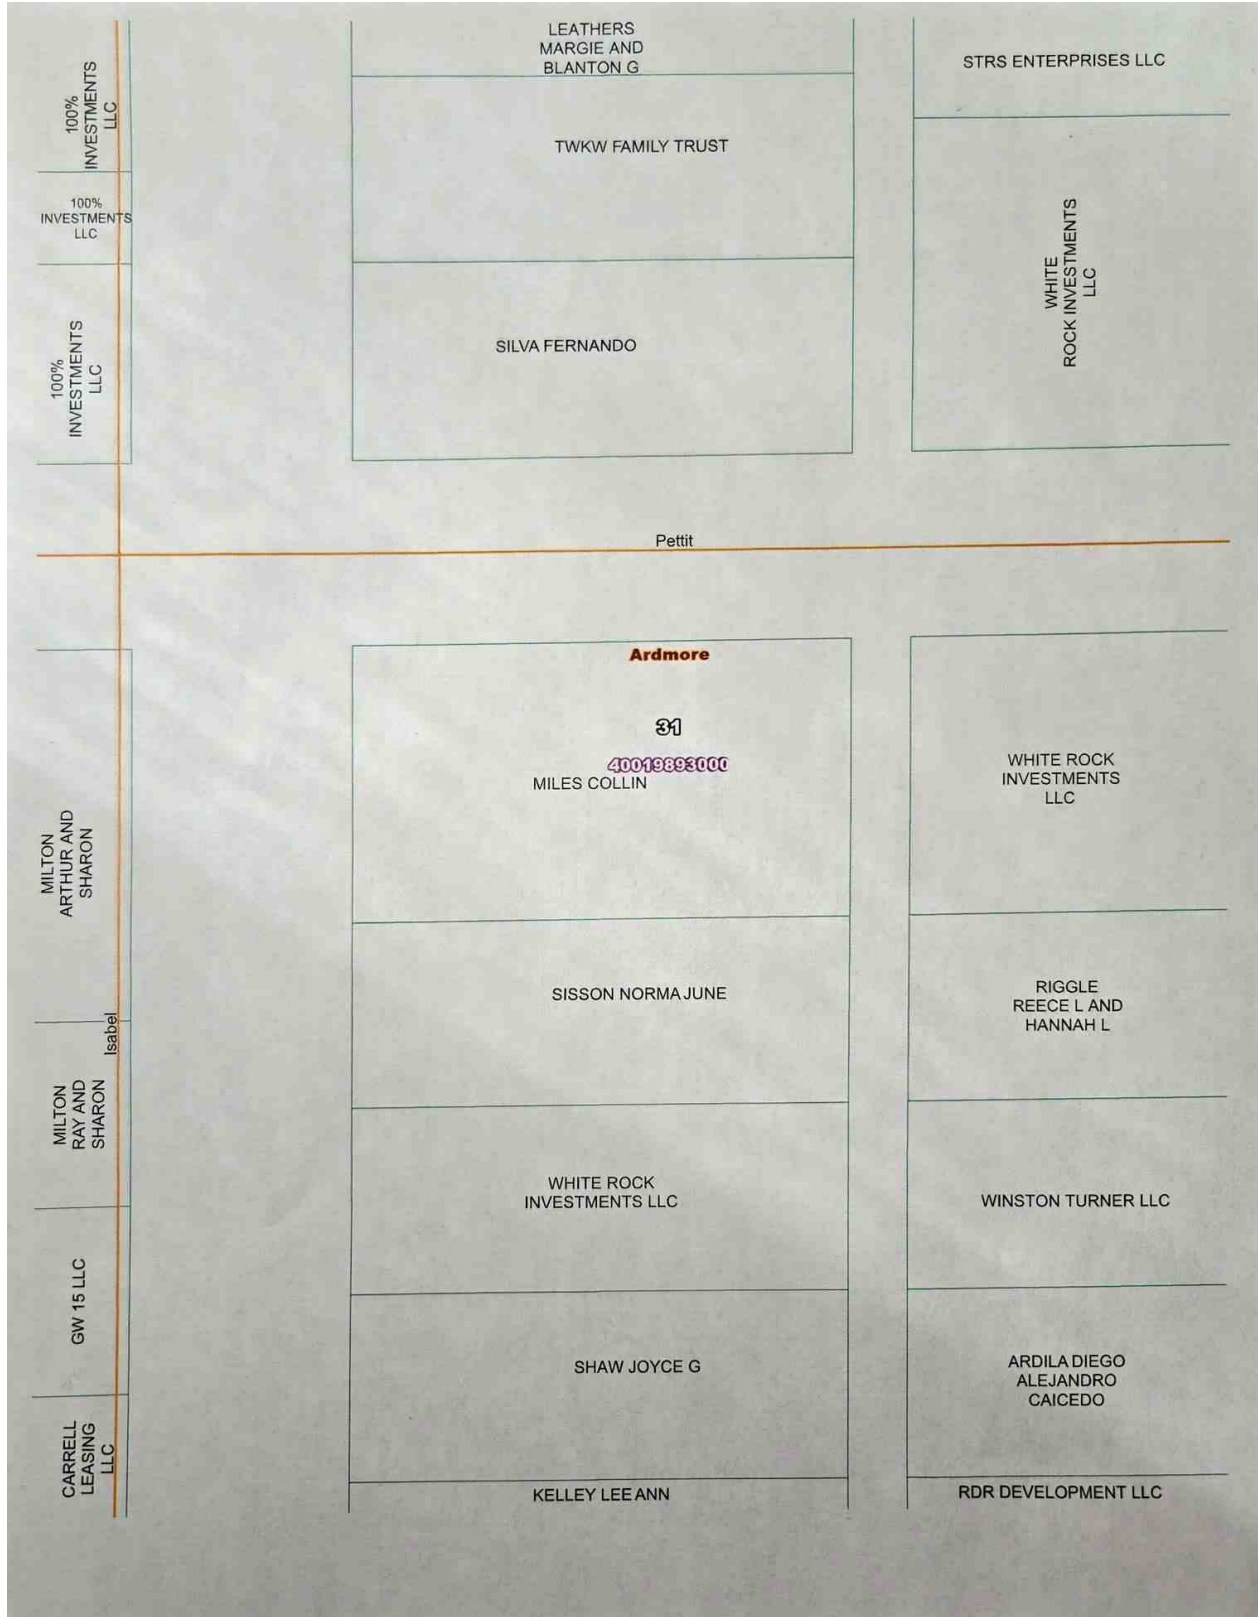 100%
INVESTMENTS
LLC
LEATHERS
MARGIE AND
BLANTON G
STRS ENTERPRISES LLC
TWKW FAMILY TRUST
100%
INVESTMENTS
LLC
WHITE
ROCK INVESTMENTS
LLC
100%
INVESTMENTS
LLC
SILVA FERNANDO
Pettit
Ardmore
31
40019893000
MILES COLLIN
WHITE ROCK
INVESTMENTS
LLC
MILTON
ARTHUR AND
SHARON
SISSON NORMA JUNE
RIGGLE
REECE L AND
HANNAH L
Isabel
MILTON
RAY AND
SHARON
WHITE ROCK
INVESTMENTS LLC
WINSTON TURNER LLC
GW 15 LLC
SHAW JOYCE G
ARDILA DIEGO
ALEJANDRO
CAICEDO
CARRELL
LEASING
LLC
KELLEY LEE ANN
RDR DEVELOPMENT LLC